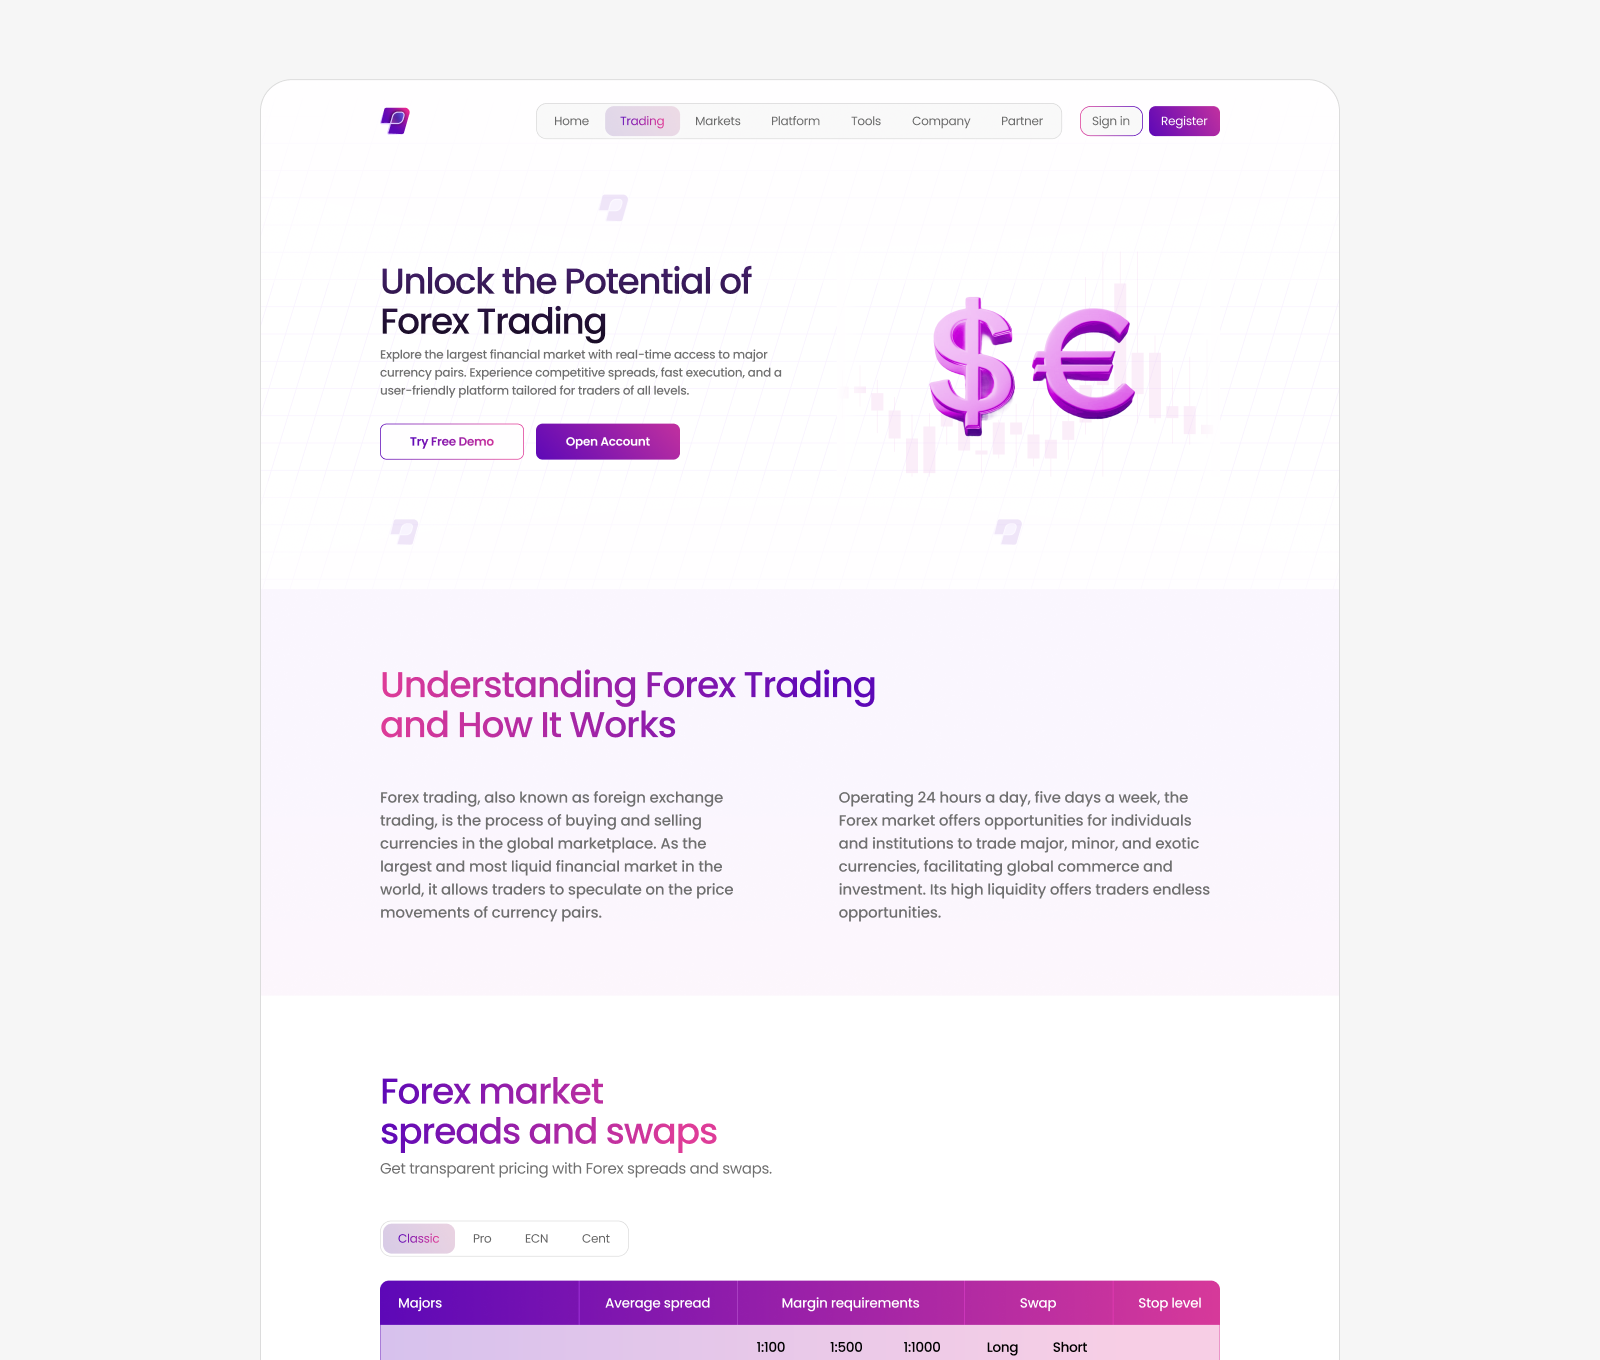 Home Trading Markets Platform Tools Company Partner Sign in Register
Unlock the Potential of
Forex Trading
Explore the largest financial market with real-time access to major
currency pairs. Experience competitive spreads, fast execution, and a
user-friendly platform tailored for traders of all levels.
Try Free Demo Open Account
$ €
Understanding Forex Trading
and How It Works
Forex trading, also known as foreign exchange
trading, is the process of buying and selling
currencies in the global marketplace. As the
largest and most liquid financial market in the
world, it allows traders to speculate on the price
movements of currency pairs.
Operating 24 hours a day, five days a week, the
Forex market offers opportunities for individuals
and institutions to trade major, minor, and exotic
currencies, facilitating global commerce and
investment. Its high liquidity offers traders endless
opportunities.
Forex market
spreads and swaps
Get transparent pricing with Forex spreads and swaps.
Classic Pro ECN Cent
Majors Average spread Margin requirements Swap Stop level
1:100 1:500 1:1000 Long Short